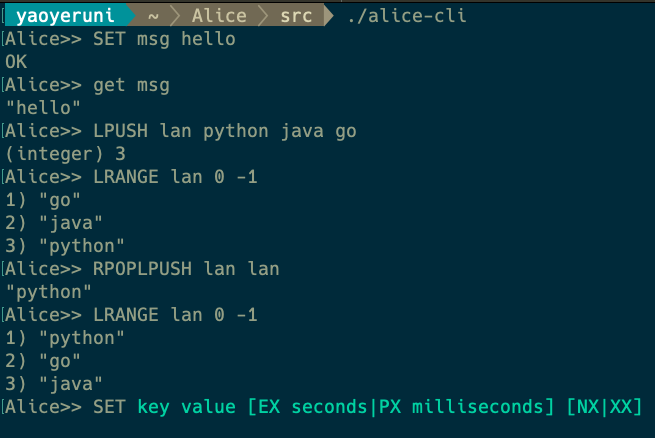 yaoyeruni ~ Alice src ./alice-cli
[Alice>> SET msg hello
OK
[Alice>> get msg
"hello"
[Alice>> LPUSH lan python java go
(integer) 3
[Alice>> LRANGE lan 0 -1
1) "go"
2) "java"
3) "python"
[Alice>> RPOPLPUSH lan lan
"python"
[Alice>> LRANGE lan 0 -1
1) "python"
2) "go"
3) "java"
[Alice>> SET key value [EX seconds|PX milliseconds] [NX|XX]